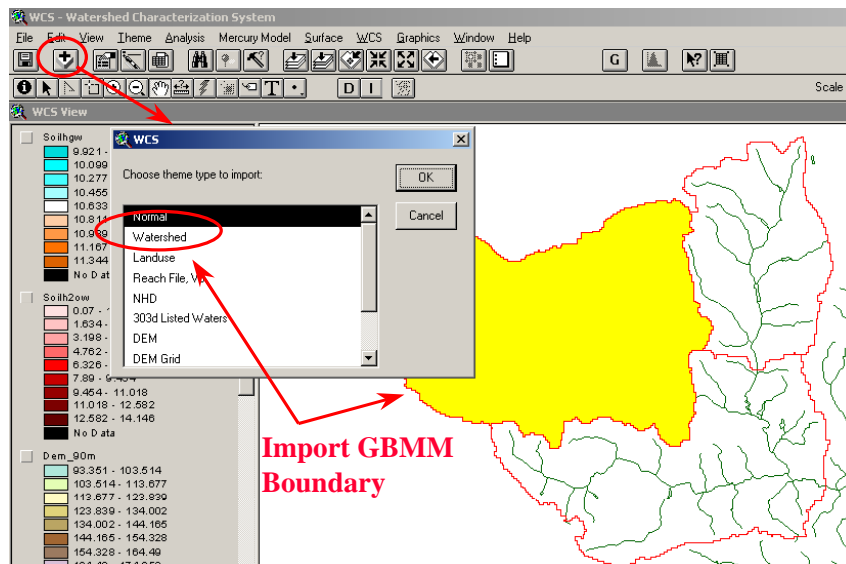 WCS - Watershed Characterization System
File Edit View Theme Analysis Mercury Model Surface WCS Graphics Window Help
G
T D I
Scale
WCS View
Soilhgw
9.921 -
10.099
10.277
10.455
10.633
10.814
10.989
11.167
11.344
No Dat
Soilh2ow
0.07 -
1.634 -
3.198 -
4.762 -
6.326 -
7.89 - 9.454
9.454 - 11.018
11.018 - 12.582
12.582 - 14.146
No Data
Dem_90m
93.351 - 103.514
103.514 - 113.677
113.677 - 123.839
123.839 - 134.002
134.002 - 144.165
144.165 - 154.328
154.328 - 164.49
WCS
Choose theme type to import:
OK
Cancel
Normal
Watershed
Landuse
Reach File,
NHD
303d Listed Waters
DEM
DEM Grid
Import GBMM
Boundary